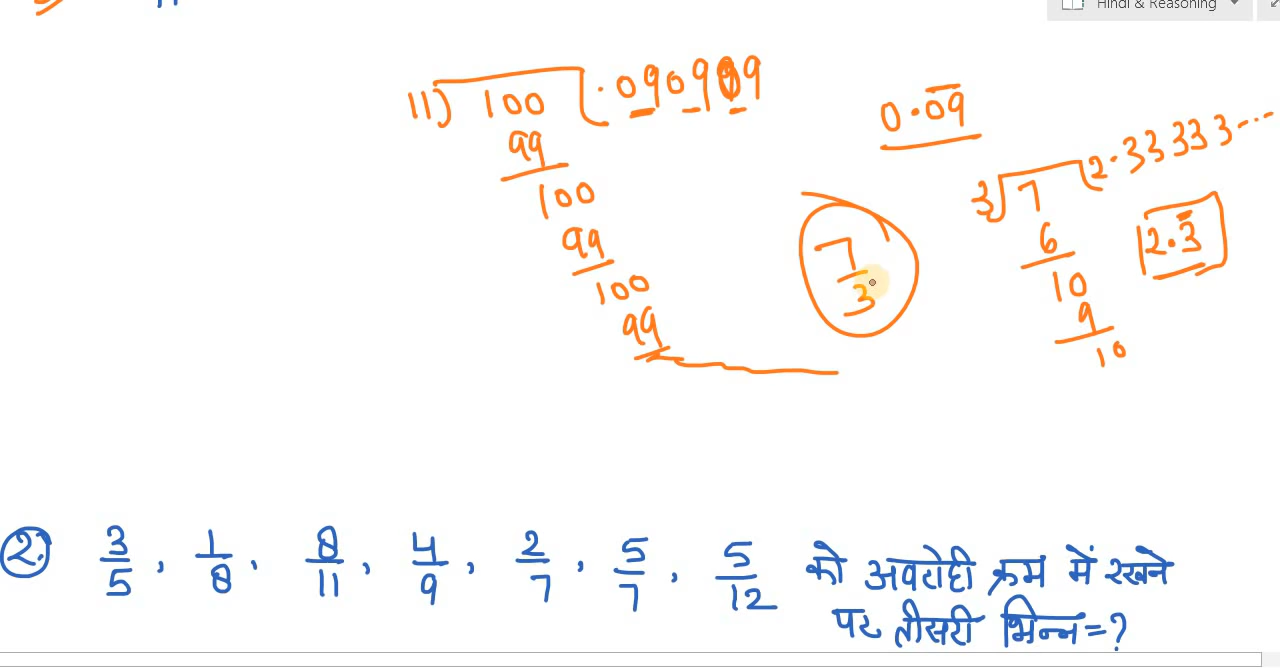 Hindi & Reasoning
11) 100 ( .090909
99
100
99
100
99
0.0̅9̅
7/3
3 7 2.33333...
6
10
9
10
2.3̅
2. 3/5, 1/8, 8/11, 4/9, 2/7, 5/7, 5/12 को अवरोही क्रम में रखने
पर तीसरी भिन्न=?